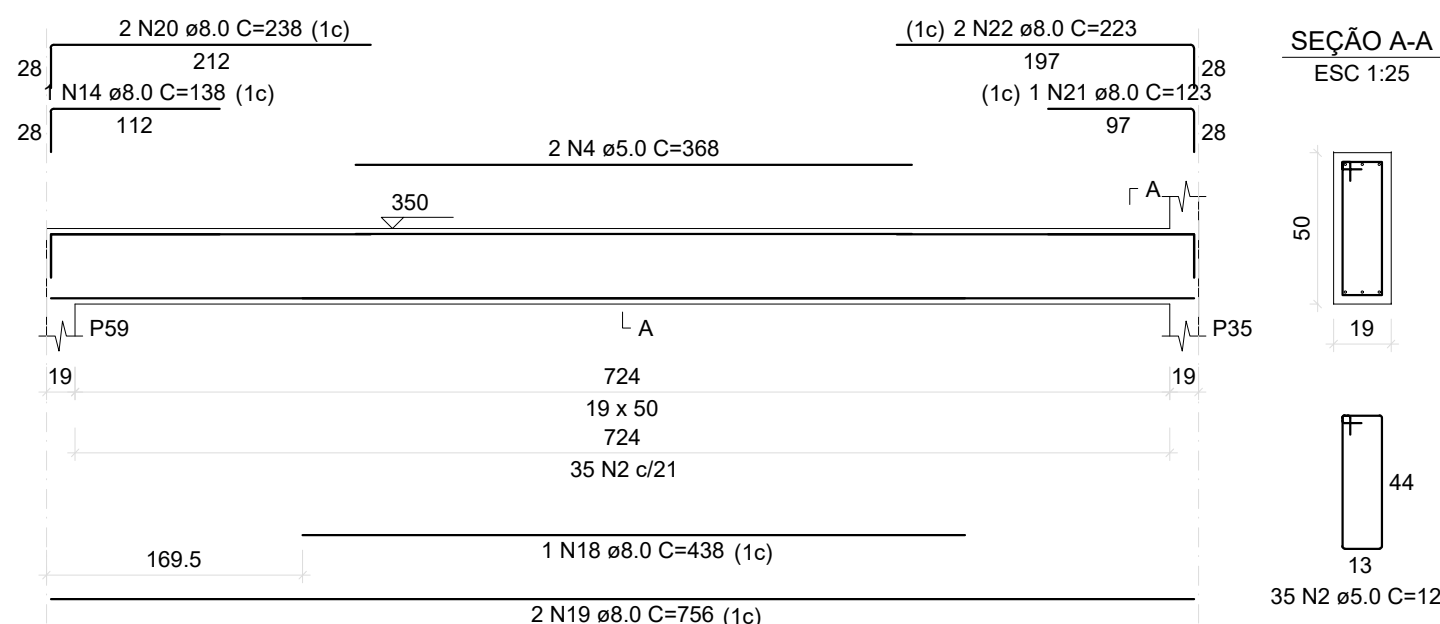 2 N20 ø8.0 C=238 (1c)
212
28
1 N14 ø8.0 C=138 (1c)
112
28
(1c) 2 N22 ø8.0 C=223
197
28
(1c) 1 N21 ø8.0 C=123
97
28
2 N4 ø5.0 C=368
350
A
P59
A
P35
19
724
19
19 x 50
724
35 N2 c/21
169.5
1 N18 ø8.0 C=438 (1c)
2 N19 ø8.0 C=756 (1c)
SEÇÃO A-A
ESC 1:25
50
19
44
13
35 N2 ø5.0 C=12